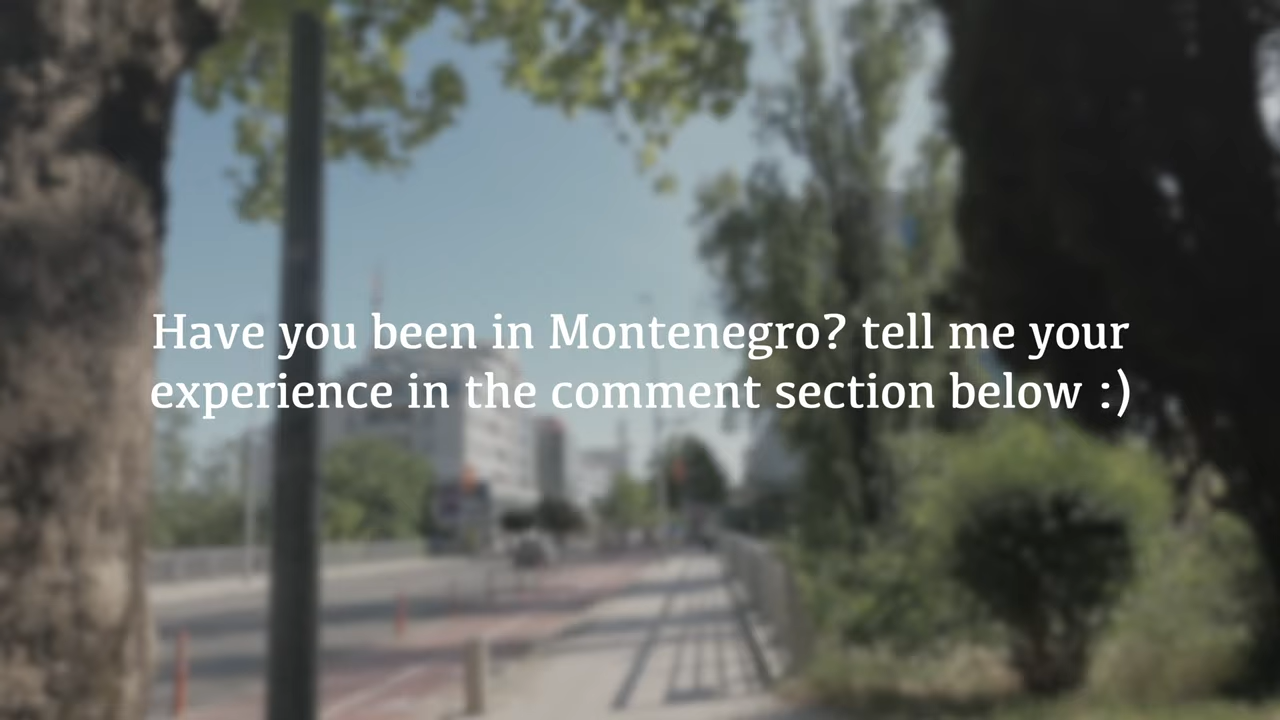 Have you been in Montenegro? tell me your
experience in the comment section below :)